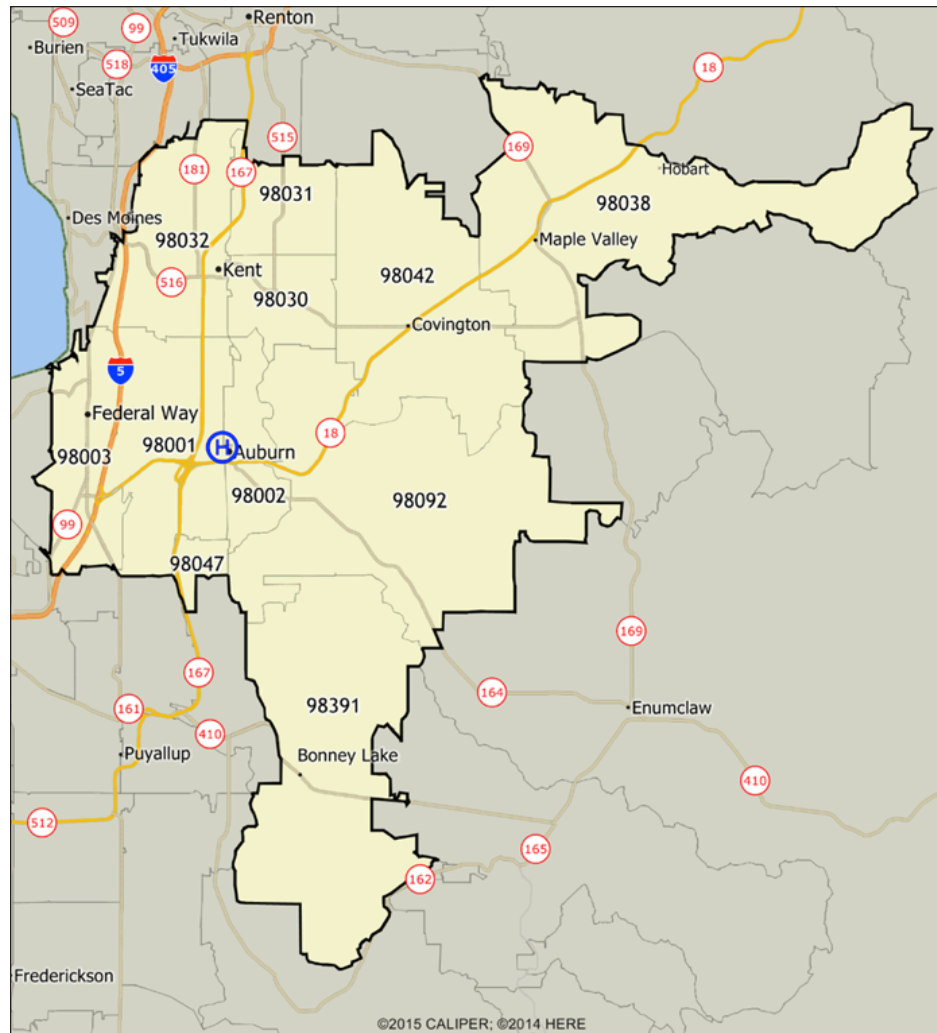 Renton
509
99
Tukwila
Burien
518
405
18
SeaTac
515
169
181
167
Hobart
98031
98038
Des Moines
98032
Maple Valley
Kent
98042
516
98030
Covington
5
Federal Way
18
98001
H
Auburn
98003
98002
98092
99
98047
169
167
164
98391
161
Enumclaw
410
Puyallup
Bonney Lake
410
512
165
162
Frederickson
©2015 CALIPER; ©2014 HERE